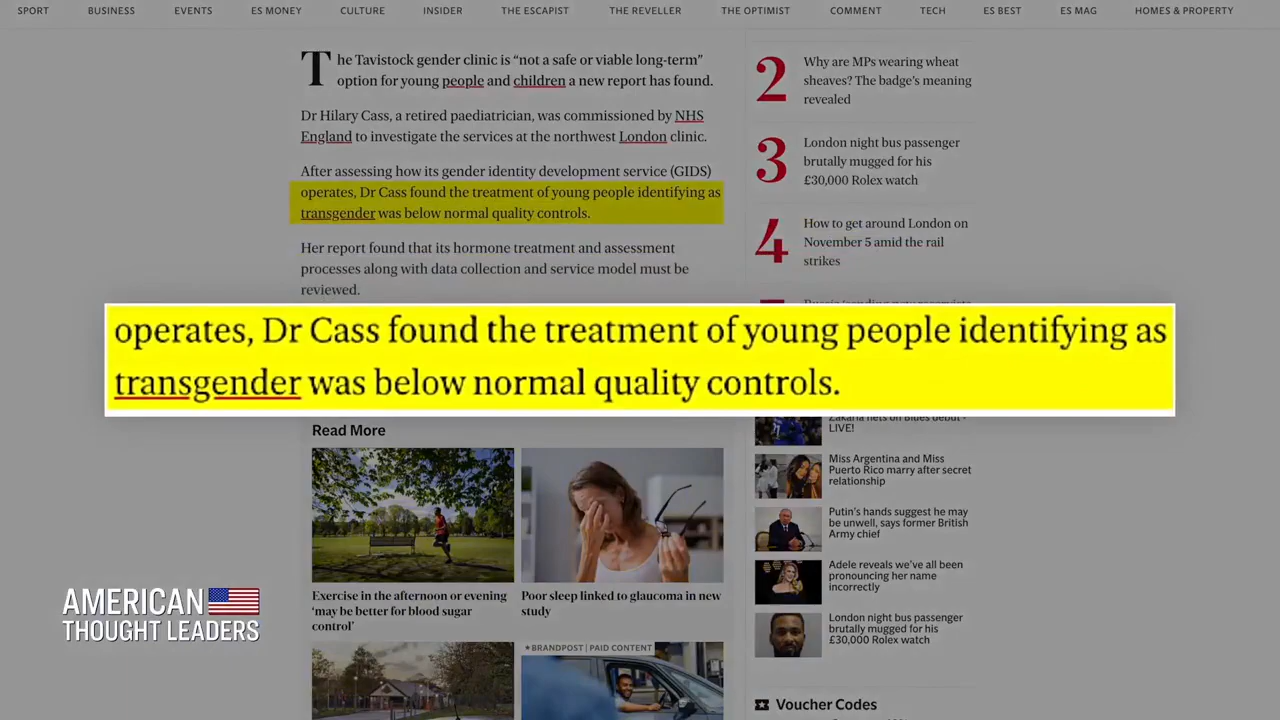 SPORT BUSINESS EVENTS ES MONEY CULTURE INSIDER THE ESCAPIST THE REVELLER THE OPTIMIST COMMENT TECH ES BEST ES MAG HOMES & PROPERTY
The Tavistock gender clinic is “not a safe or viable long-term”
option for young people and children a new report has found.
Dr Hilary Cass, a retired paediatrician, was commissioned by NHS
England to investigate the services at the northwest London clinic.
After assessing how its gender identity development service (GIDS)
operates, Dr Cass found the treatment of young people identifying as
transgender was below normal quality controls.
Her report found that its hormone treatment and assessment
processes along with data collection and service model must be
reviewed.
operates, Dr Cass found the treatment of young people identifying as
transgender was below normal quality controls.
Read More
Exercise in the afternoon or evening
‘may be better for blood sugar
control’
Poor sleep linked to glaucoma in new
study
★BRANDPOST | PAID CONTENT
2
Why are MPs wearing wheat
sheaves? The badge’s meaning
revealed
3
London night bus passenger
brutally mugged for his
£30,000 Rolex watch
4
How to get around London on
November 5 amid the rail
strikes
LIVE!
Miss Argentina and Miss
Puerto Rico marry after secret
relationship
Putin’s hands suggest he may
be unwell, says former British
Army chief
Adele reveals we’ve all been
pronouncing her name
incorrectly
London night bus passenger
brutally mugged for his
£30,000 Rolex watch
Voucher Codes
AMERICAN
THOUGHT LEADERS